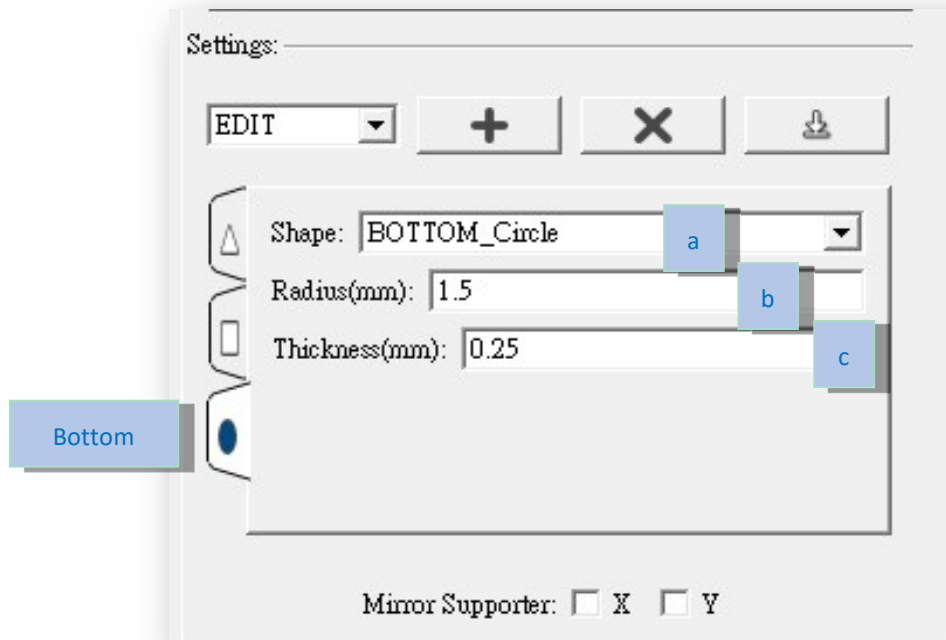 Settings:
EDIT
Shape: BOTTOM_Circle
a
Radius(mm): 1.5
b
Thickness(mm): 0.25
c
Bottom
Mirror Supporter: X Y